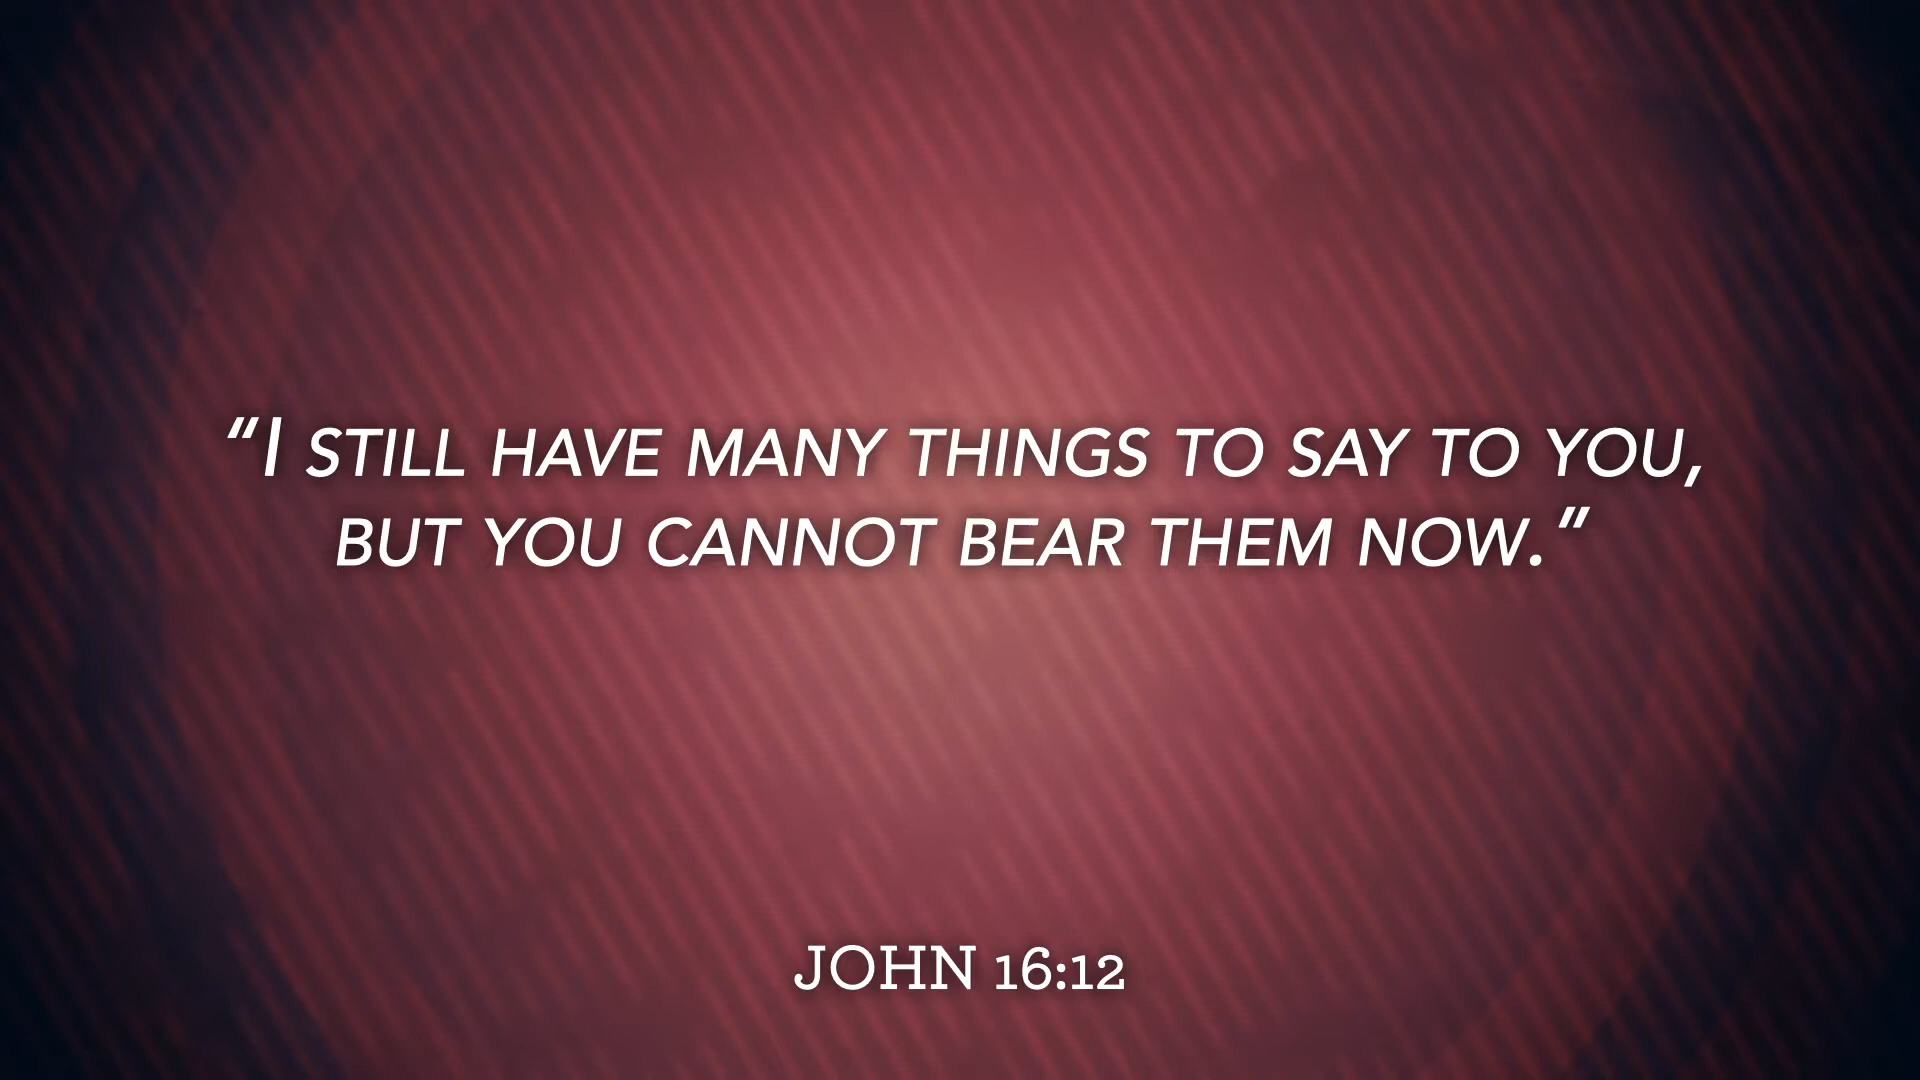 “I STILL HAVE MANY THINGS TO SAY TO YOU,
BUT YOU CANNOT BEAR THEM NOW.”
JOHN 16:12